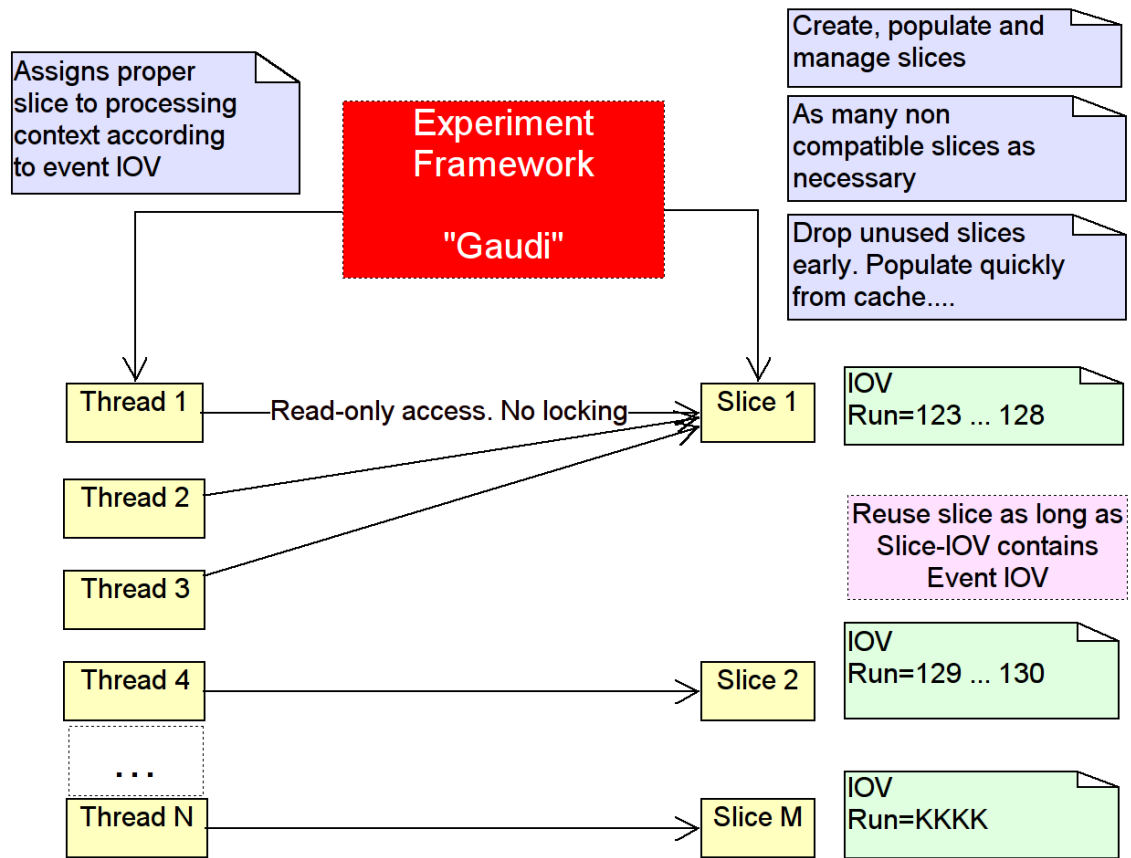 Assigns proper
slice to processing
context according
to event IOV
Experiment
Framework
"Gaudi"
Create, populate and
manage slices
As many non
compatible slices as
necessary
Drop unused slices
early. Populate quickly
from cache....
Thread 1
Read-only access. No locking
Slice 1
IOV
Run=123 ... 128
Thread 2
Reuse slice as long as
Slice-IOV contains
Event IOV
Thread 3
Thread 4
Slice 2
IOV
Run=129 ... 130
...
Thread N
Slice M
IOV
Run=KKKK